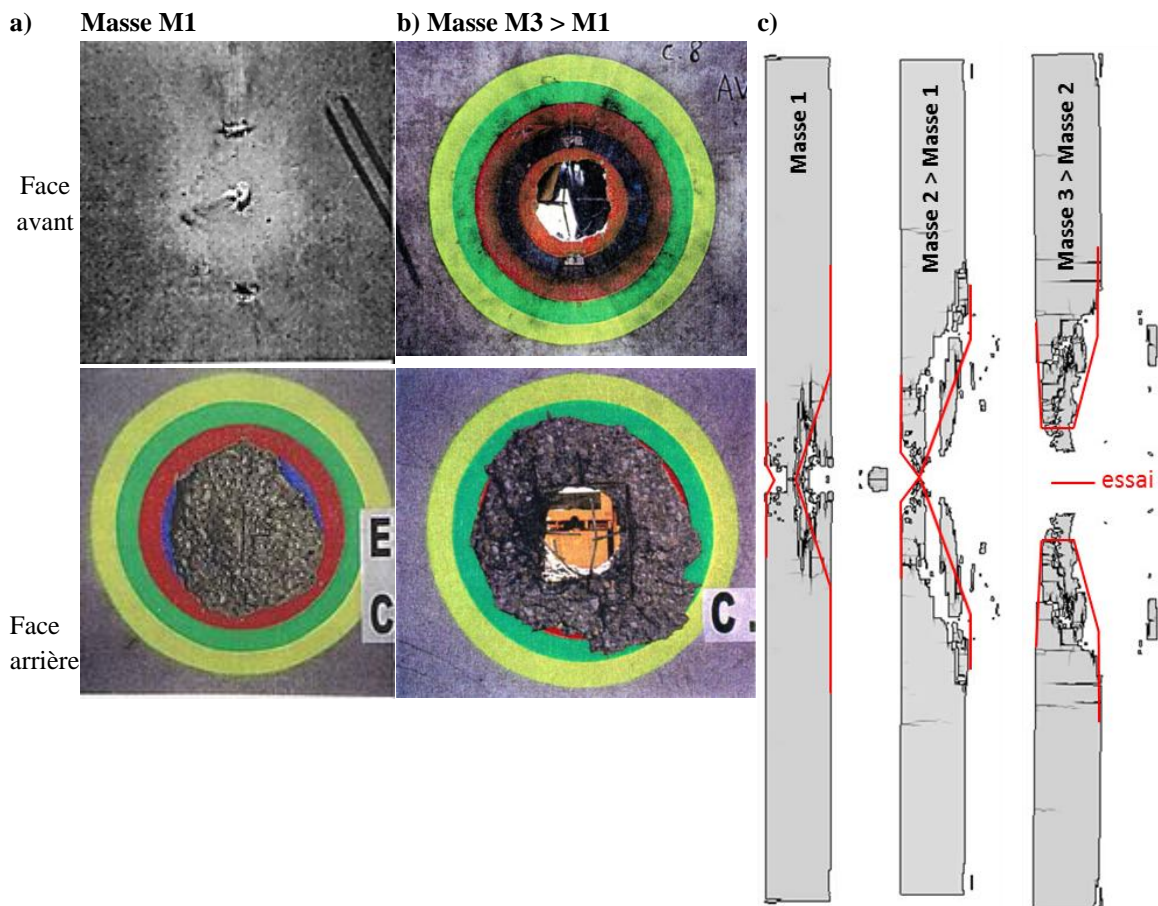 a) Masse M1 b) Masse M3 > M1 c)
Face
avant
C.8
AV
Face
arrière
E
C
C.
Masse 1
Masse 2 > Masse 1
Masse 3 > Masse 2
essai